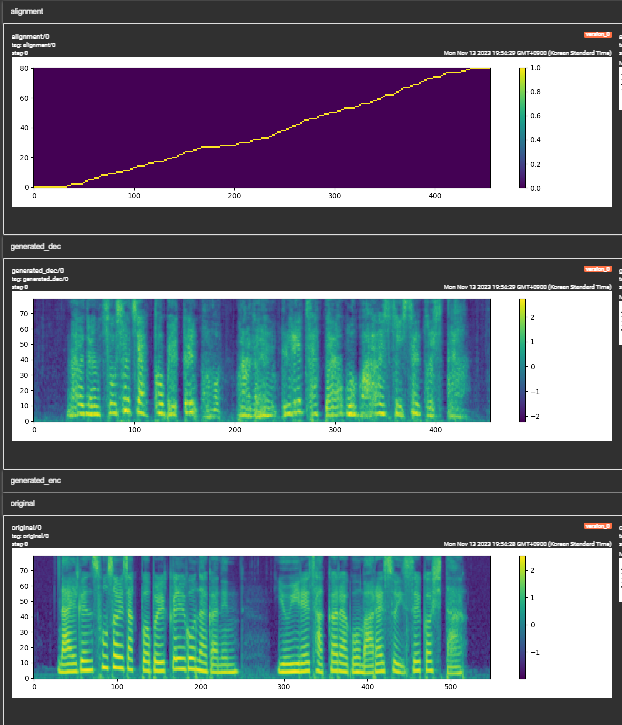 alignment
alignment/0
version_0
tag: alignment/0
step 0
Mon Nov 13 2023 19:54:29 GMT+0900 (Korean Standard Time)
80
60
40
20
0
0 100 200 300 400
1.0
0.8
0.6
0.4
0.2
0.0
generated_dec
generated_dec/0
version_0
tag: generated_dec/0
step 0
Mon Nov 13 2023 19:54:29 GMT+0900 (Korean Standard Time)
70
60
50
40
30
20
10
0
0 100 200 300 400
2
1
0
−1
−2
generated_enc
original
original/0
version_0
tag: original/0
step 0
Mon Nov 13 2023 19:53:28 GMT+0900 (Korean Standard Time)
70
60
50
40
30
20
10
0
0 100 200 300 400 500
2
1
0
−1